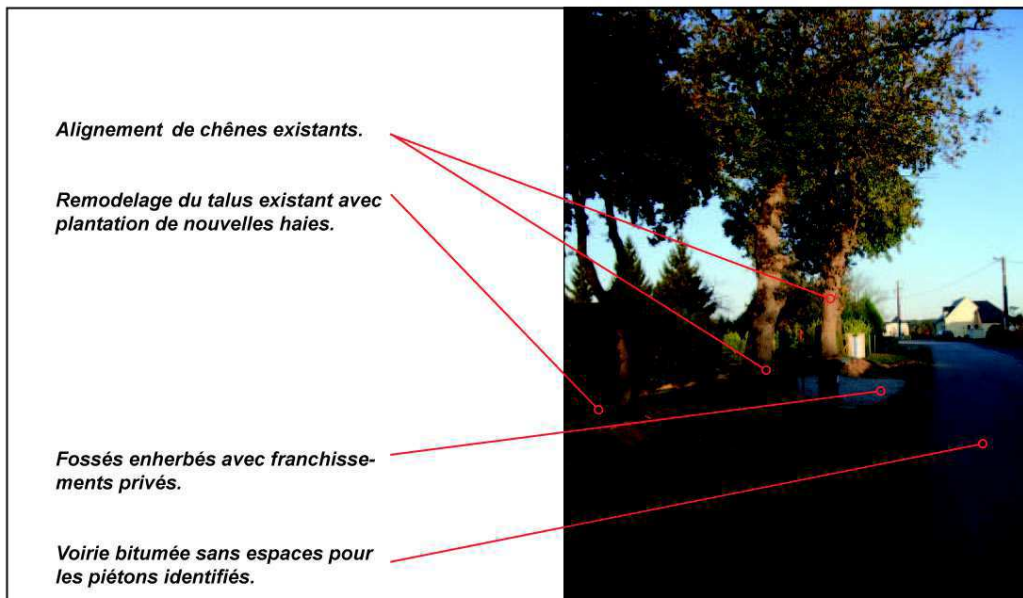 Alignement de chênes existants.
Remodelage du talus existant avec
plantation de nouvelles haies.
Fossés enherbés avec franchisse-
ments privés.
Voirie bitumée sans espaces pour
les piétons identifiés.